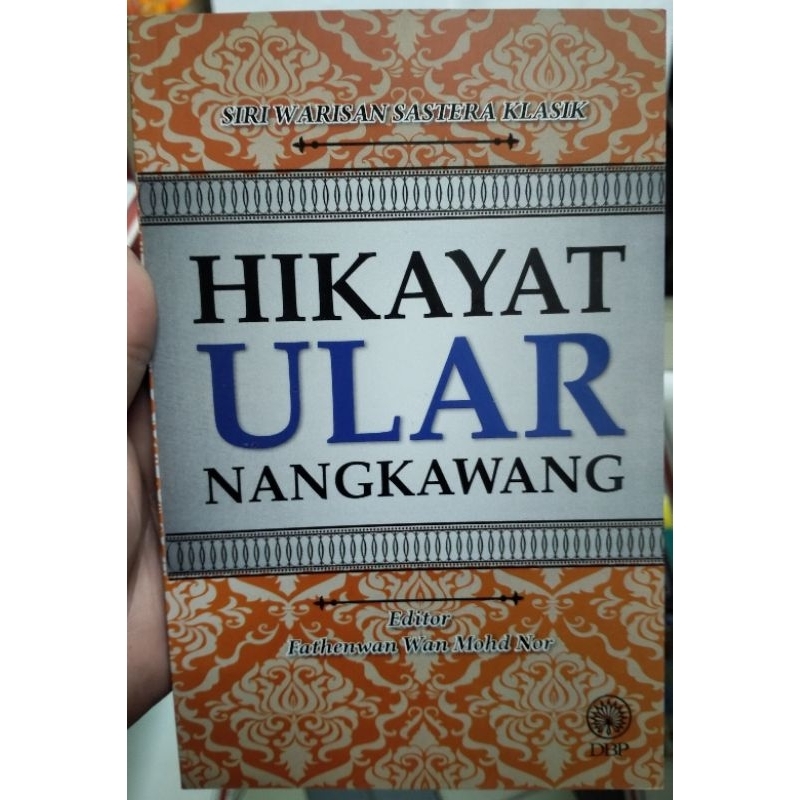 SIRI WARISAN SASTERA KLASIK
HIKAYAT
ULAR
NANGKAWANG
Editor
Fathenwan Wan Mohd Nor
DBP